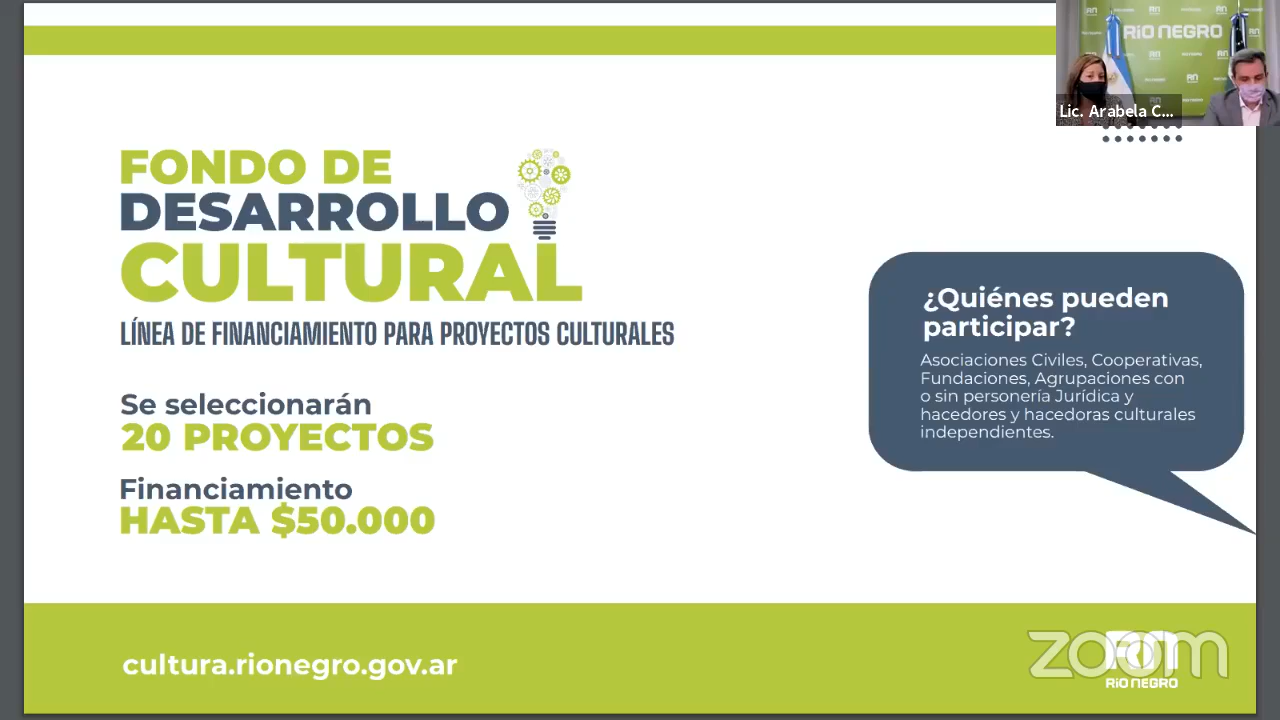 RÍO NEGRO
Lic. Arabela C...
FONDO DE
DESARROLLO
CULTURAL
LÍNEA DE FINANCIAMIENTO PARA PROYECTOS CULTURALES
Se seleccionarán
20 PROYECTOS
Financiamiento
HASTA $50.000
¿Quiénes pueden
participar?
Asociaciones Civiles, Cooperativas,
Fundaciones, Agrupaciones con
o sin personería Jurídica y
hacedores y hacedoras culturales
independientes.
cultura.rionegro.gov.ar
zoom
RN
RÍO NEGRO